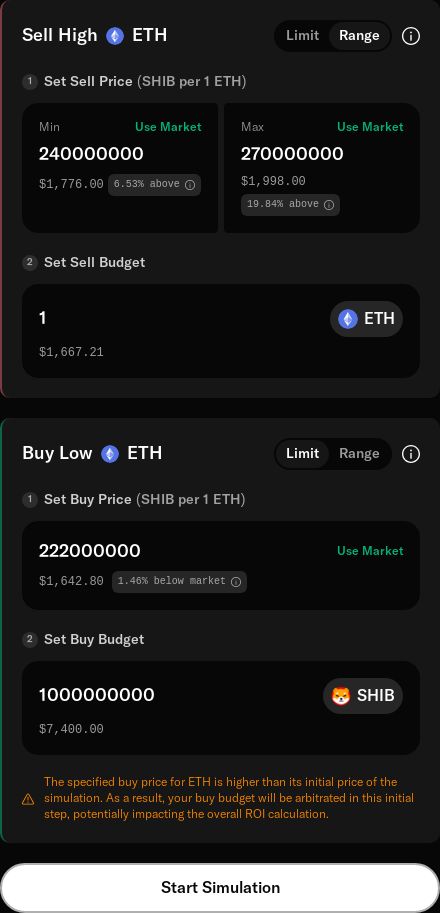 Sell High ETH
Limit Range
1 Set Sell Price (SHIB per 1 ETH)
Min Use Market
240000000
$1,776.00 6.53% above
Max Use Market
270000000
$1,998.00
19.84% above
2 Set Sell Budget
1 ETH
$1,667.21
Buy Low ETH
Limit Range
1 Set Buy Price (SHIB per 1 ETH)
222000000 Use Market
$1,642.80 1.46% below market
2 Set Buy Budget
1000000000 SHIB
$7,400.00
The specified buy price for ETH is higher than its initial price of the
simulation. As a result, your buy budget will be arbitrated in this initial
step, potentially impacting the overall ROI calculation.
Start Simulation